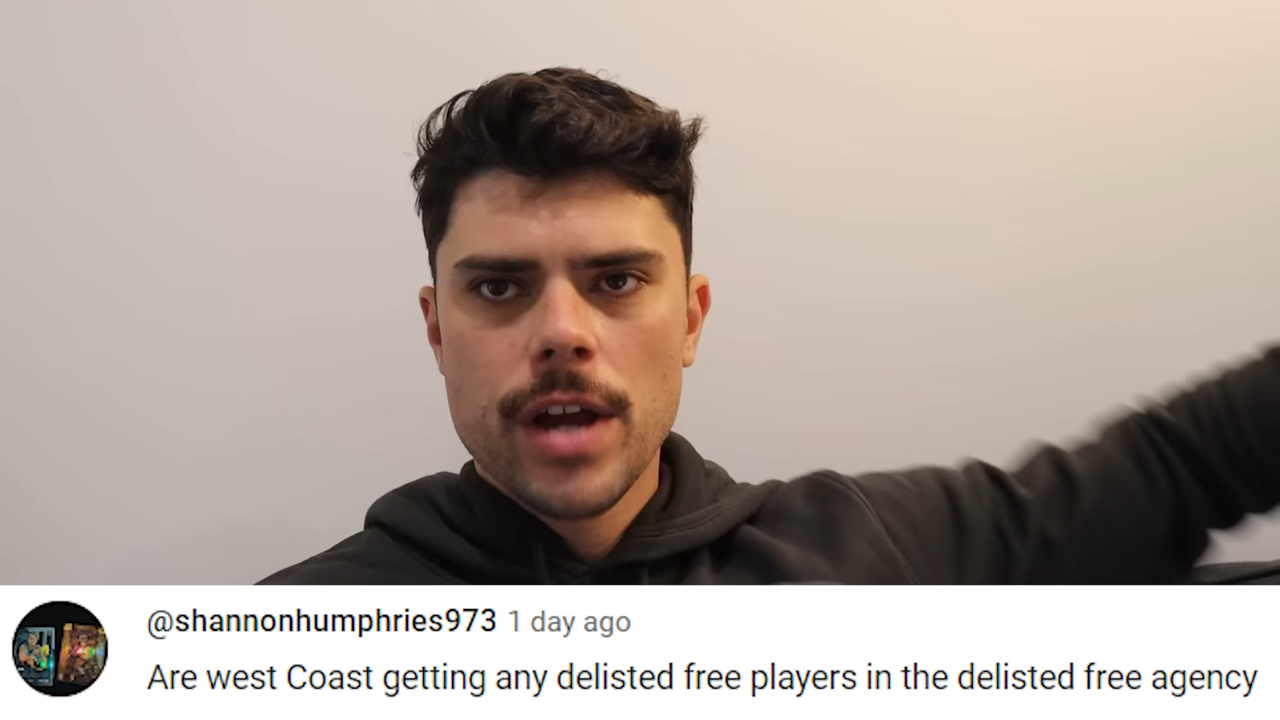 @shannonhumphries973 1 day ago
Are west Coast getting any delisted free players in the delisted free agency